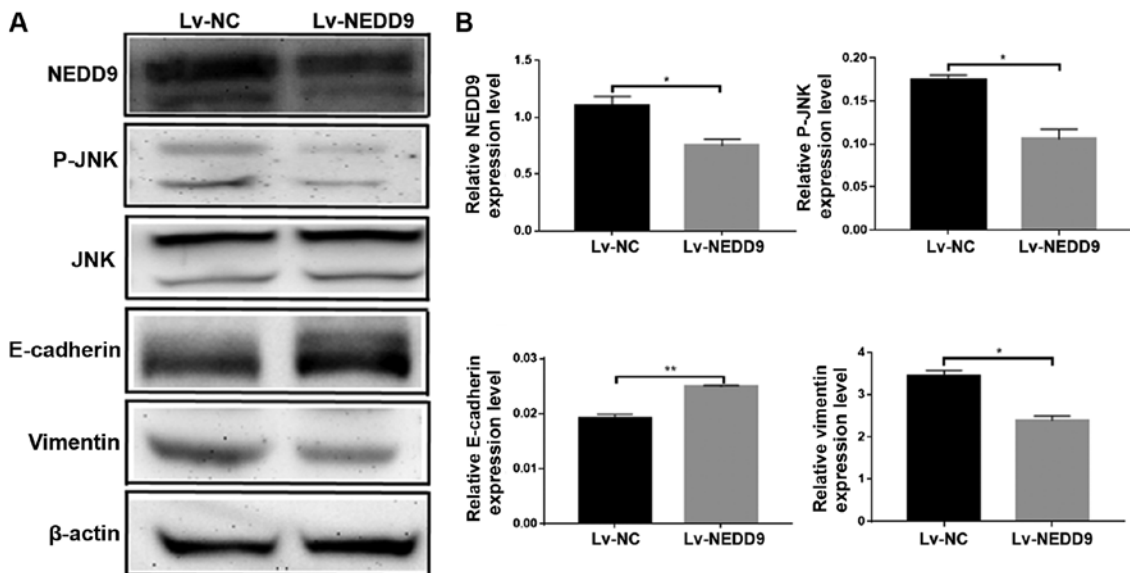 A
Lv-NC Lv-NEDD9
NEDD9
P-JNK
JNK
E-cadherin
Vimentin
β-actin
B
Relative NEDD9
expression level
1.5
1.0
0.5
0.0
*
Lv-NC Lv-NEDD9
Relative P-JNK
expression level
0.20
0.15
0.10
0.05
0.00
*
Lv-NC Lv-NEDD9
Relative E-cadherin
expression level
0.03
0.02
0.01
0.00
**
Lv-NC Lv-NEDD9
Relative vimentin
expression level
4
3
2
1
0
*
Lv-NC Lv-NEDD9